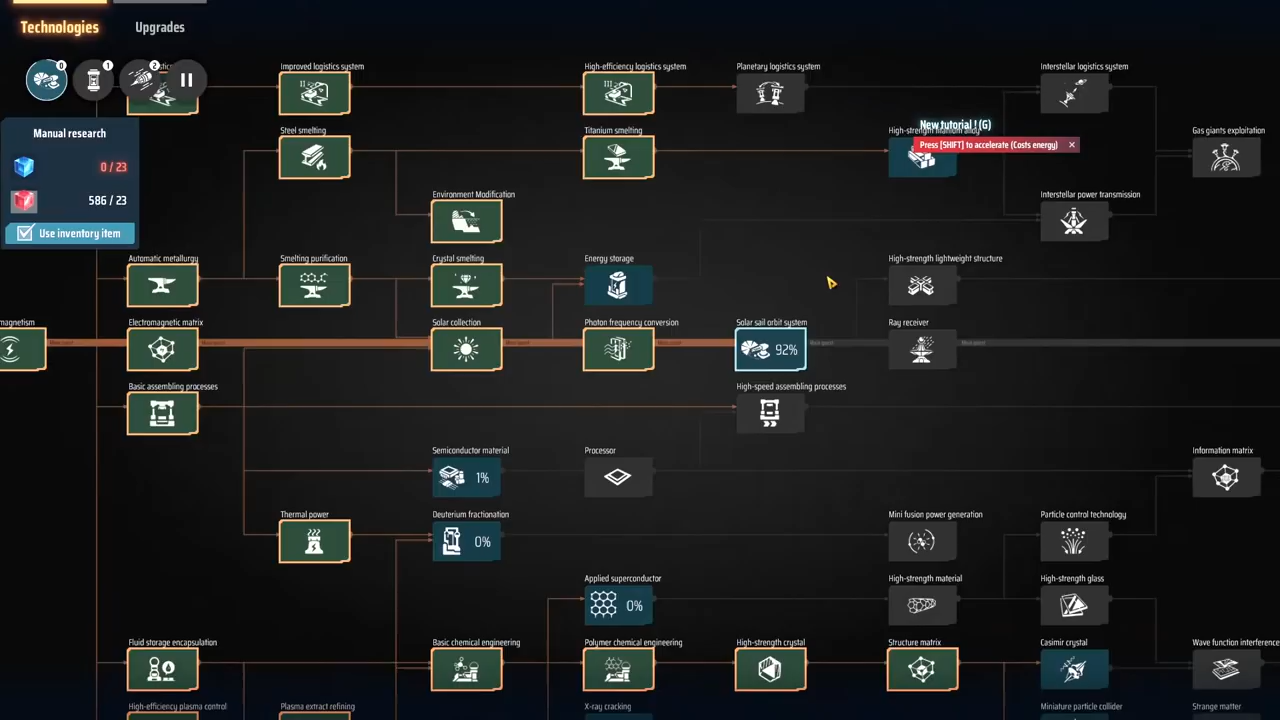 Technologies
Upgrades
0
1
2
Improved logistics system
High-efficiency logistics system
Planetary logistics system
Interstellar logistics system
Manual research
0 / 23
586 / 23
Use inventory item
Steel smelting
Titanium smelting
New tutorial ! (G)
Press [SHIFT] to accelerate (Costs energy)
Gas giants exploitation
Environment Modification
Interstellar power transmission
Automatic metallurgy
Smelting purification
Crystal smelting
Energy storage
High-strength lightweight structure
magnetism
Electromagnetic matrix
Solar collection
Photon frequency conversion
Solar sail orbit system
92%
Ray receiver
Basic assembling processes
High-speed assembling processes
Semiconductor material
1%
Processor
Information matrix
Thermal power
Deuterium fractionation
0%
Mini fusion power generation
Particle control technology
Applied superconductor
0%
High-strength material
High-strength glass
Fluid storage encapsulation
Basic chemical engineering
Polymer chemical engineering
High-strength crystal
Structure matrix
Casimir crystal
Wave function interference
High-efficiency plasma control
Plasma extract refining
X-ray cracking
Miniature particle collider
Strange matter